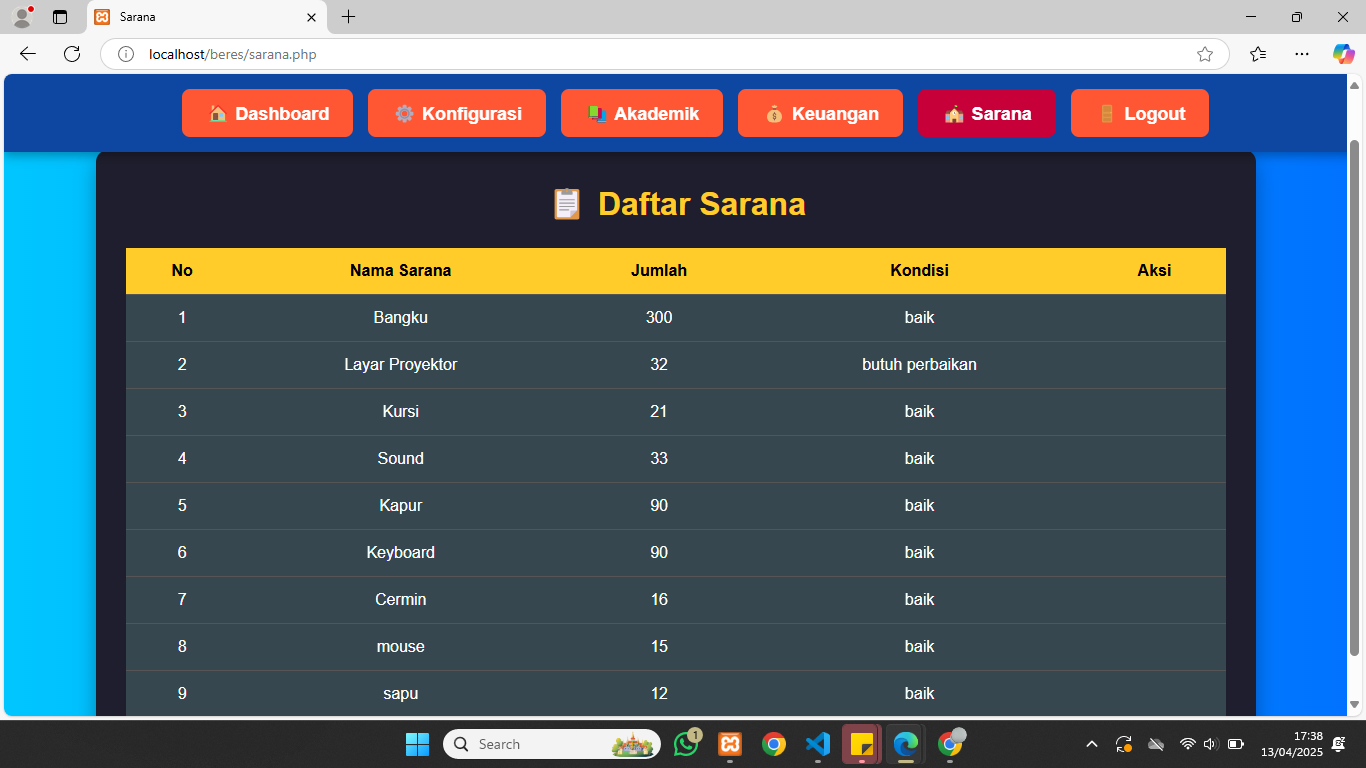 Sarana
localhost/beres/sarana.php
Dashboard Konfigurasi Akademik Keuangan Sarana Logout
Daftar Sarana
No Nama Sarana Jumlah Kondisi Aksi
1 Bangku 300 baik
2 Layar Proyektor 32 butuh perbaikan
3 Kursi 21 baik
4 Sound 33 baik
5 Kapur 90 baik
6 Keyboard 90 baik
7 Cermin 16 baik
8 mouse 15 baik
9 sapu 12 baik
Search
1
17:38
13/04/2025